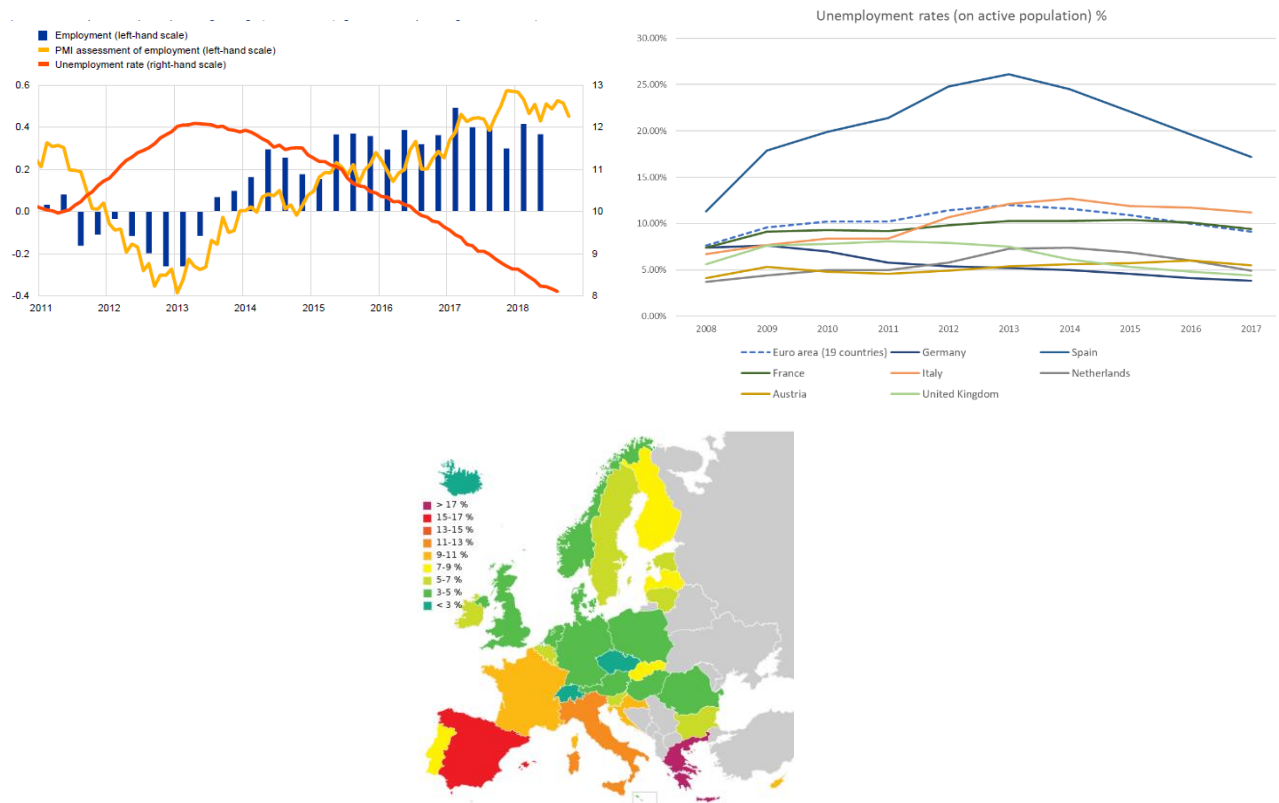 Employment (left-hand scale)
PMI assessment of employment (left-hand scale)
Unemployment rate (right-hand scale)
0.6 13
0.4 12
0.2 11
0.0 10
-0.2 9
-0.4 8
2011 2012 2013 2014 2015 2016 2017 2018
Unemployment rates (on active population) %
30.00%
25.00%
20.00%
15.00%
10.00%
5.00%
0.00%
2008 2009 2010 2011 2012 2013 2014 2015 2016 2017
Euro area (19 countries) Germany Spain
France Italy Netherlands
Austria United Kingdom
> 17 %
15-17 %
13-15 %
11-13 %
9-11 %
7-9 %
5-7 %
3-5 %
< 3 %